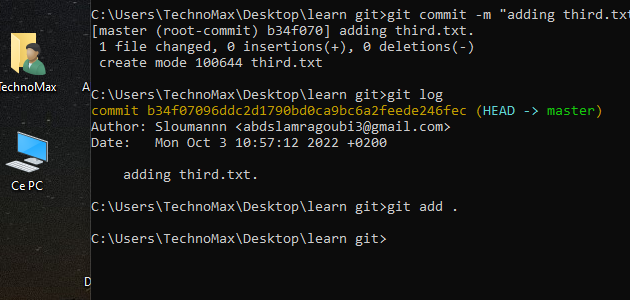 C:\Users\TechnoMax\Desktop\learn git>git commit -m "adding third.txt
[master (root-commit) b34f070] adding third.txt.
1 file changed, 0 insertions(+), 0 deletions(-)
create mode 100644 third.txt
C:\Users\TechnoMax\Desktop\learn git>git log
commit b34f07096ddc2d1790bd0ca9bc6a2feede246fec (HEAD -> master)
Author: Sloumannn <abdslamragoubi3@gmail.com>
Date:   Mon Oct 3 10:57:12 2022 +0200
adding third.txt.
C:\Users\TechnoMax\Desktop\learn git>git add .
C:\Users\TechnoMax\Desktop\learn git>
TechnoMax
A
Ce PC
D